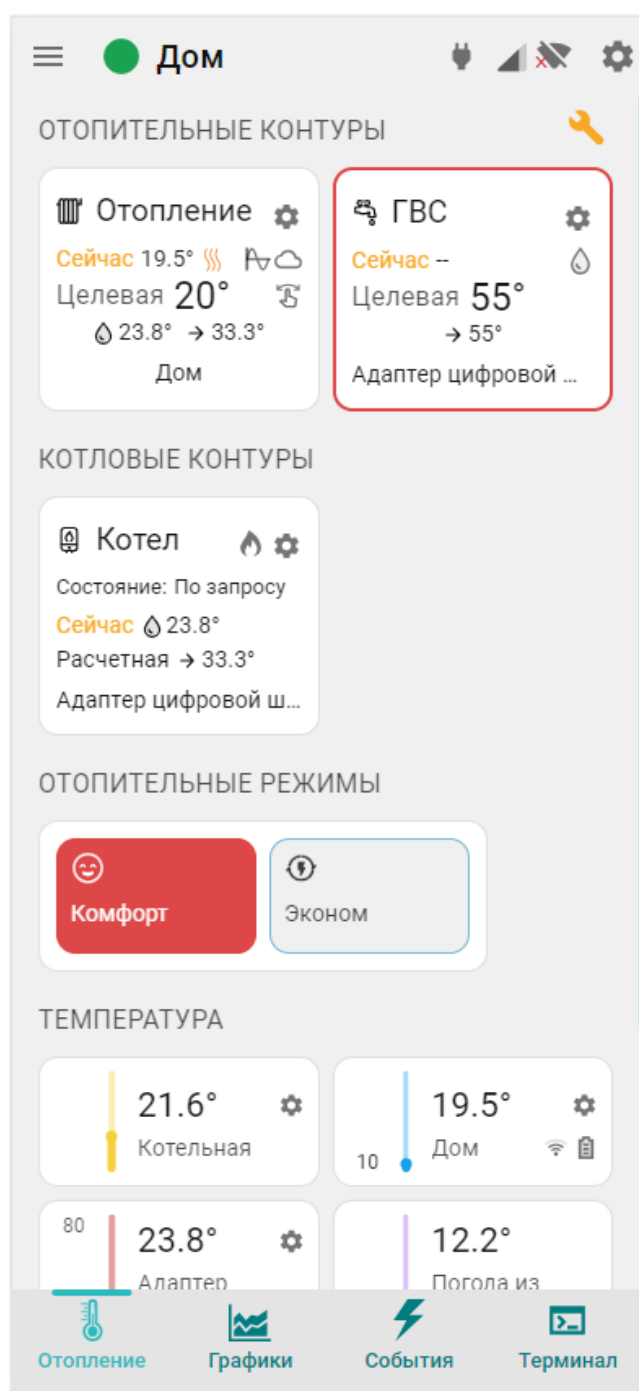 Дом
ОТОПИТЕЛЬНЫЕ КОНТУРЫ
Отопление
Сейчас 19.5°
Целевая 20°
23.8° → 33.3°
Дом
ГВС
Сейчас --
Целевая 55°
→ 55°
Адаптер цифровой ...
КОТЛОВЫЕ КОНТУРЫ
Котел
Состояние: По запросу
Сейчас 23.8°
Расчетная → 33.3°
Адаптер цифровой ш...
ОТОПИТЕЛЬНЫЕ РЕЖИМЫ
Комфорт
Эконом
ТЕМПЕРАТУРА
21.6°
Котельная
19.5°
10 Дом
80
23.8°
Адаптер
12.2°
Погода из
Отопление
Графики
События
Терминал